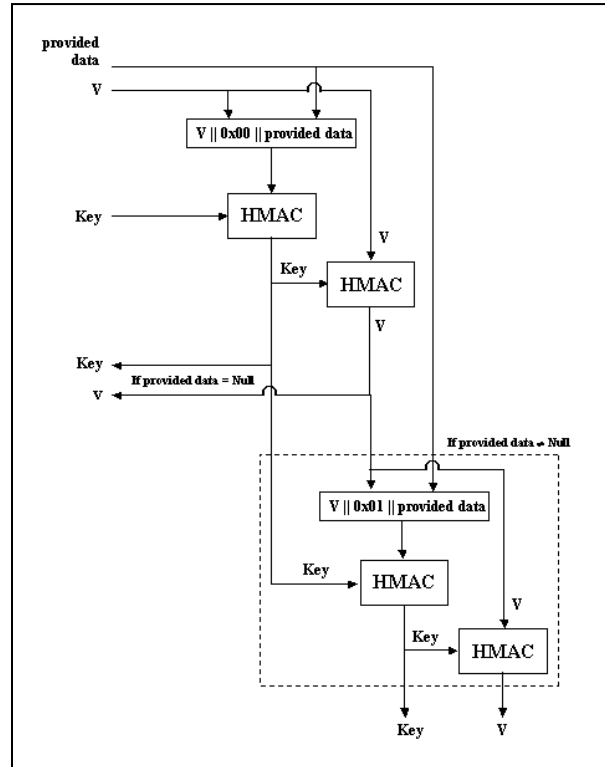 provided
data
V
V || 0x00 || provided data
Key
HMAC
V
Key
HMAC
V
Key
If provided data = Null
V
If provided data ≠ Null
V || 0x01 || provided data
Key
HMAC
V
Key
HMAC
Key
V